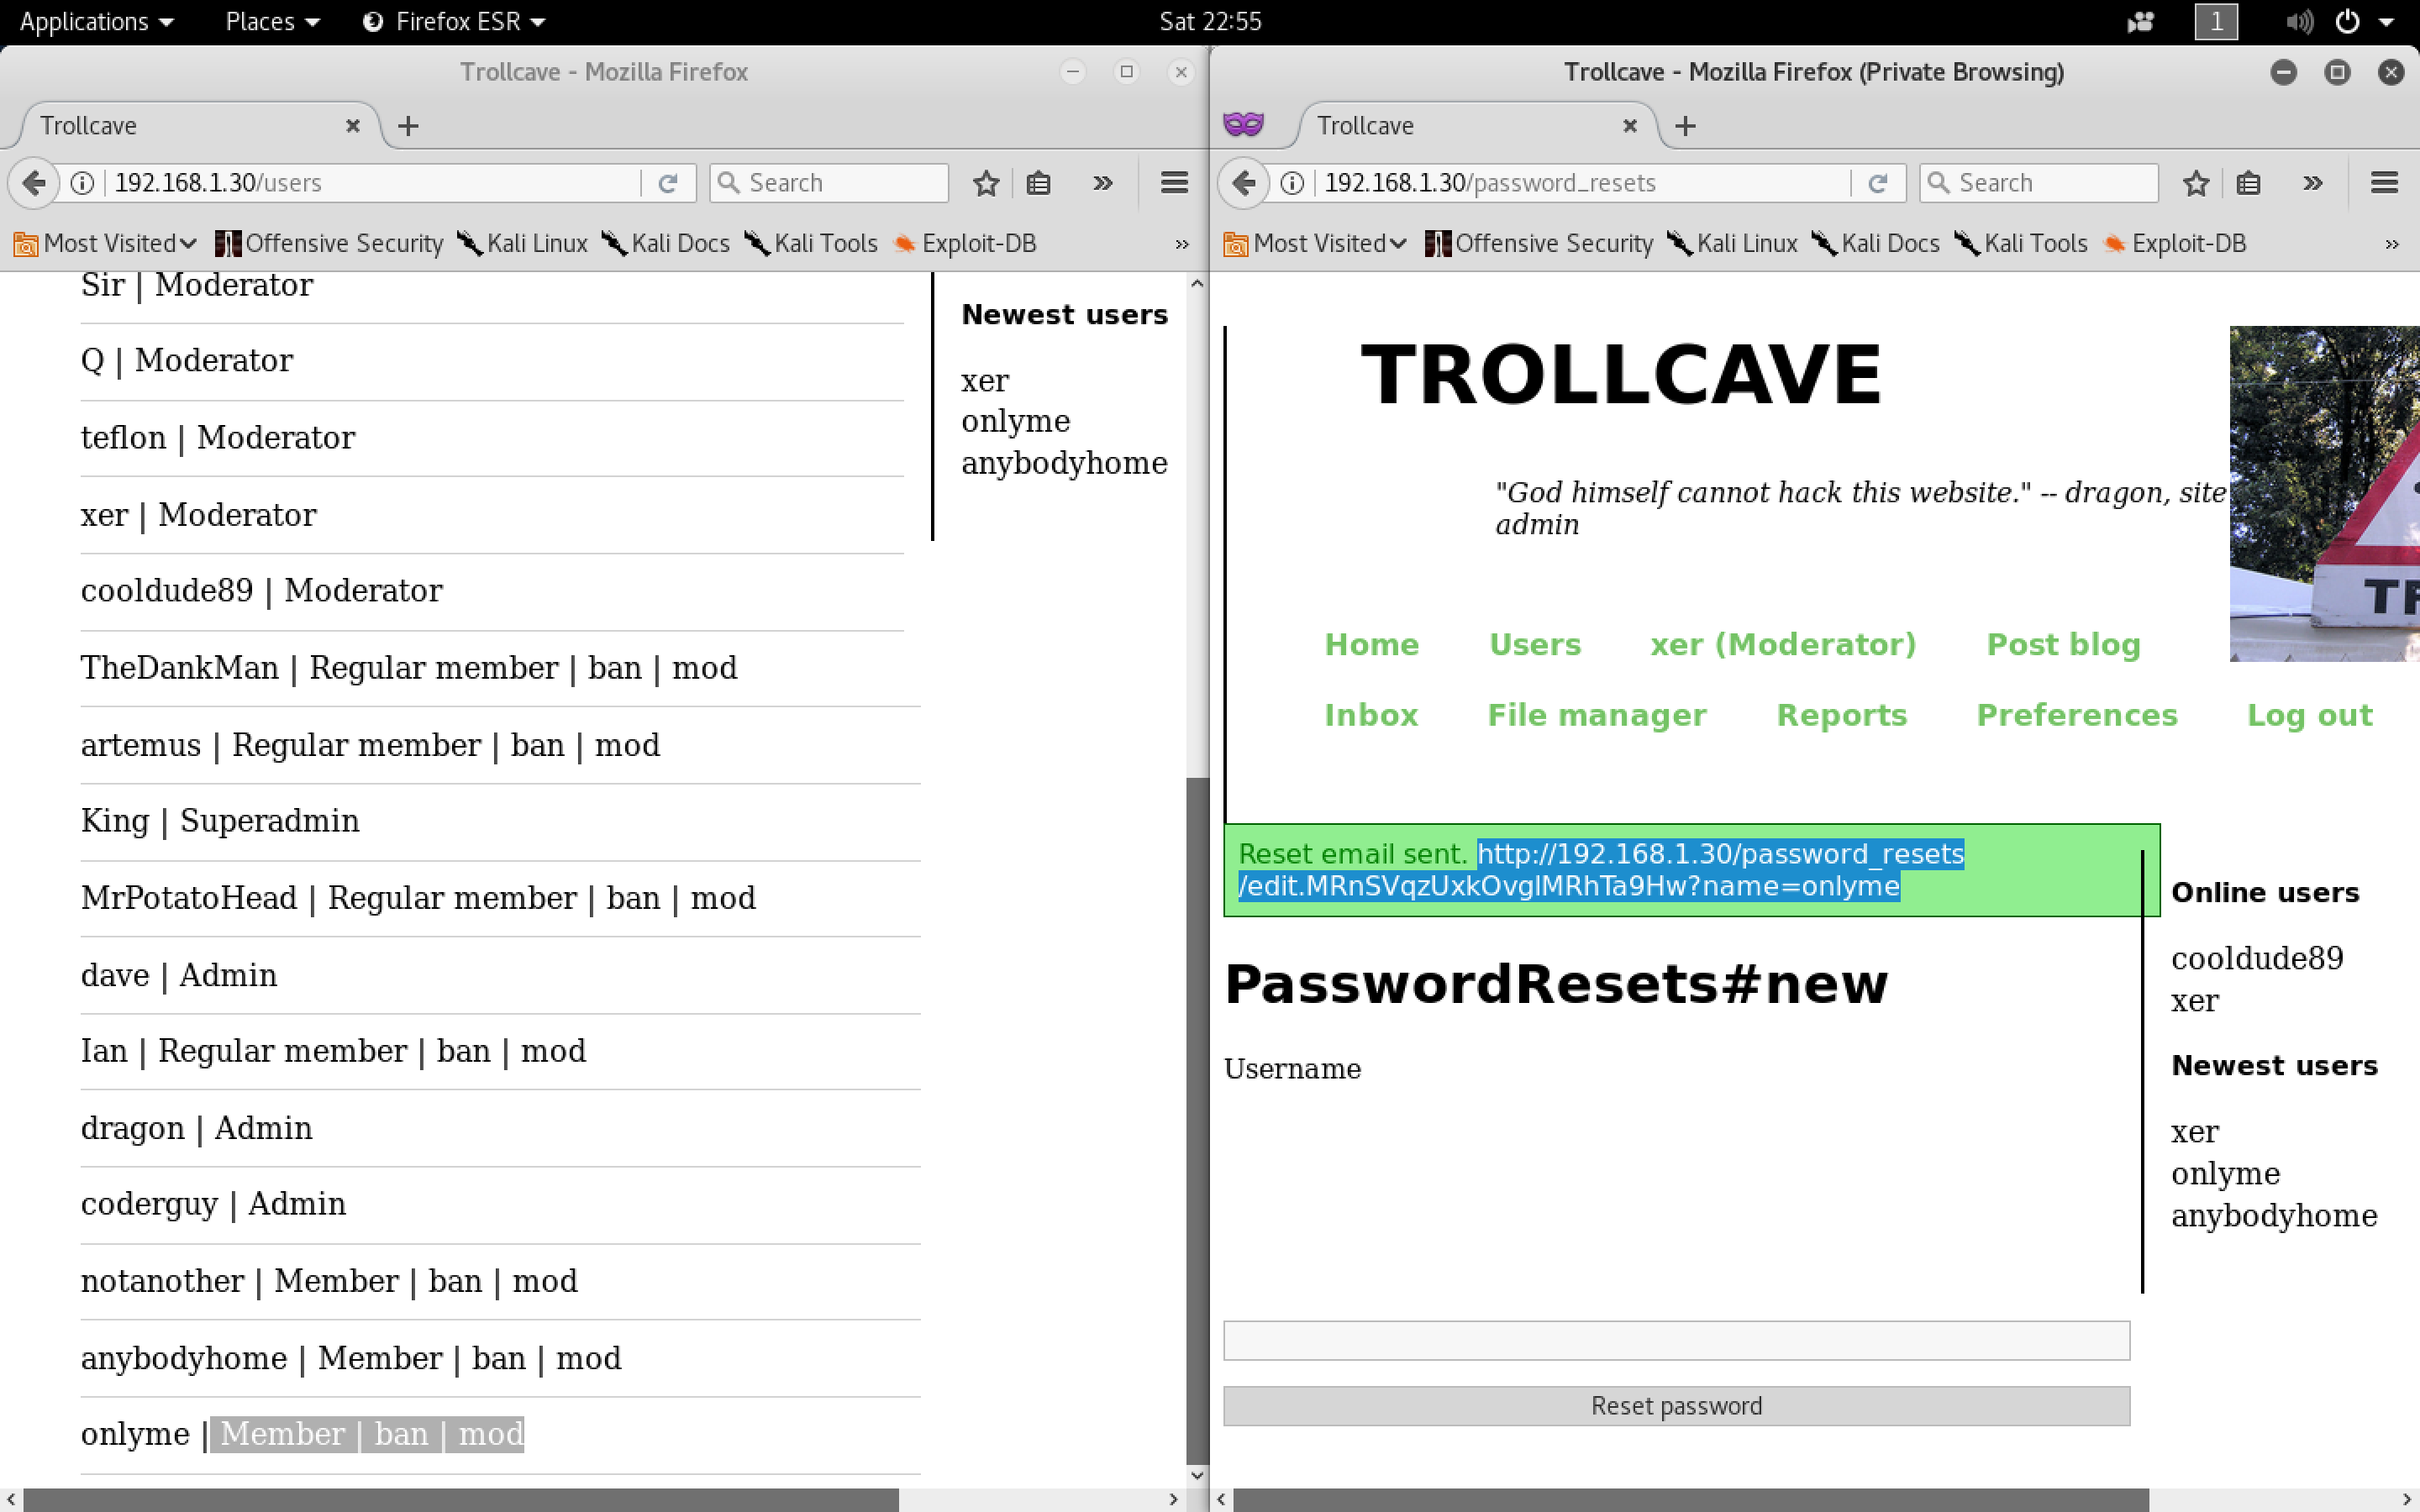 Applications Places Firefox ESR Sat 22:55 1
Trollcave - Mozilla Firefox
Trollcave
192.168.1.30/users Search
Most Visited Offensive Security Kali Linux Kali Docs Kali Tools Exploit-DB »
Sir | Moderator
Q | Moderator
teflon | Moderator
xer | Moderator
cooldude89 | Moderator
TheDankMan | Regular member | ban | mod
artemus | Regular member | ban | mod
King | Superadmin
MrPotatoHead | Regular member | ban | mod
dave | Admin
Ian | Regular member | ban | mod
dragon | Admin
coderguy | Admin
notanother | Member | ban | mod
anybodyhome | Member | ban | mod
onlyme | Member | ban | mod
Newest users
xer
onlyme
anybodyhome
Trollcave - Mozilla Firefox (Private Browsing)
Trollcave
192.168.1.30/password_resets Search
Most Visited Offensive Security Kali Linux Kali Docs Kali Tools Exploit-DB »
TROLLCAVE
"God himself cannot hack this website." -- dragon, site
admin
Home Users xer (Moderator) Post blog
Inbox File manager Reports Preferences Log out
Reset email sent. http://192.168.1.30/password_resets
/edit.MRnSVqzUxkOvglMRhTa9Hw?name=onlyme
PasswordResets#new
Username
Reset password
Online users
cooldude89
xer
Newest users
xer
onlyme
anybodyhome